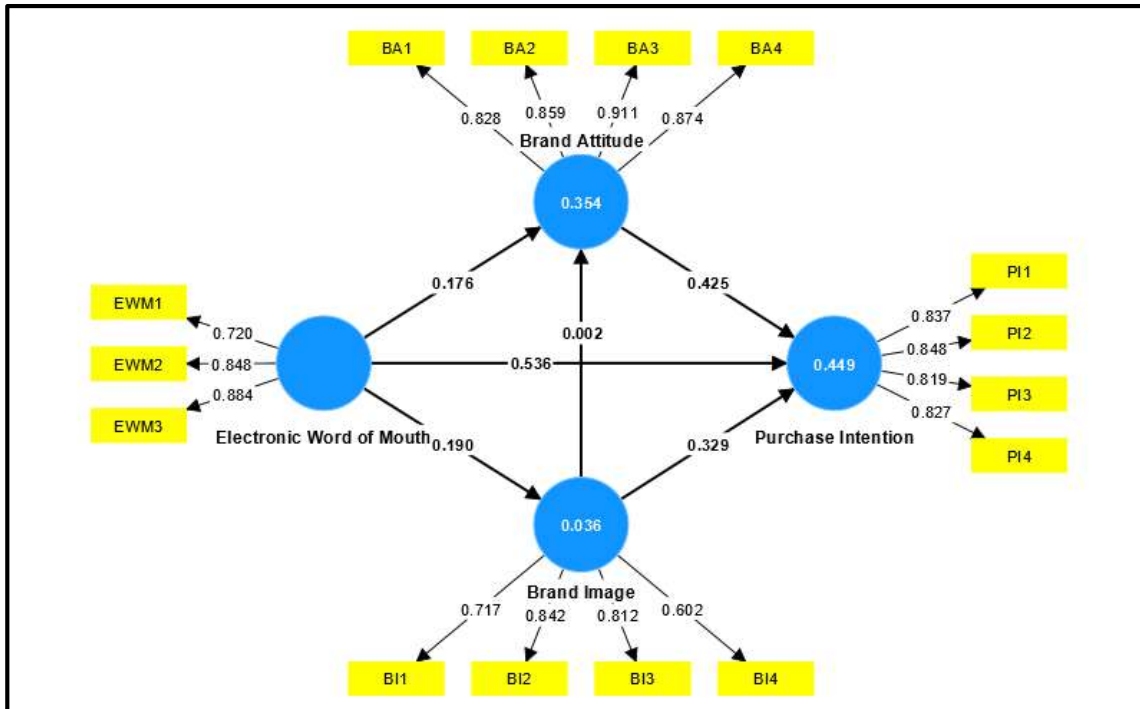 BA1 BA2 BA3 BA4
0.828 0.859 0.911 0.874
Brand Attitude
0.354
0.176 0.425
EWM1
EWM2
EWM3
0.720
0.848
0.884
Electronic Word of Mouth
0.002
0.536
0.190 0.329
PI1
PI2
PI3
PI4
0.837
0.848
0.819
0.827
0.449
Purchase Intention
0.036
Brand Image
0.717 0.842 0.812 0.602
BI1 BI2 BI3 BI4